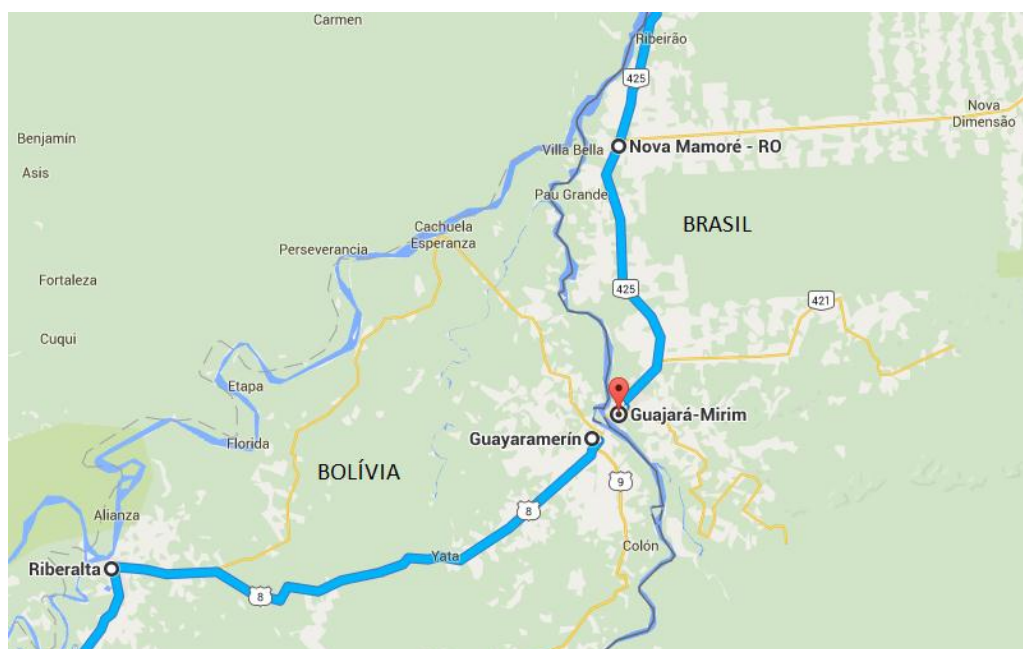 Carmen
Ribeirão
425
Nova
Dimensão
Benjamín
Nova Mamoré - RO
Villa Bella
Asis
Pau Grande
BRASIL
Cachuela
Esperanza
Perseverancia
Fortaleza
425
421
Cuqui
Etapa
Guajará-Mirim
Guayaramerín
Florida
BOLÍVIA
9
8
Alianza
Colón
Yata
Riberalta
8